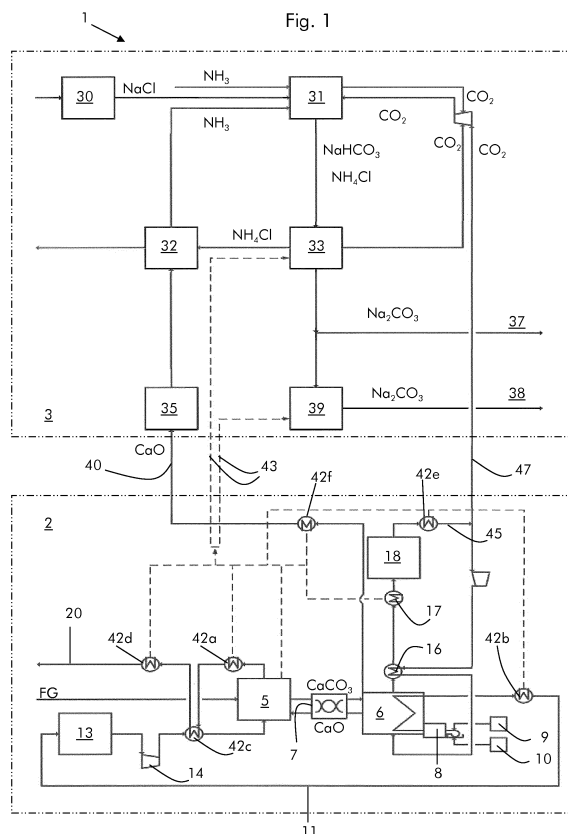 Fig. 1
1
30
NaCl
NH₃
NH₃
31
CO₂
CO₂
CO₂
CO₂
NaHCO₃
NH₄Cl
32
NH₄Cl
33
Na₂CO₃
37
3
35
39
Na₂CO₃
38
CaO
40
43
42f
42e
47
2
18
45
17
20
42d
42a
16
42b
FG
5
CaCO₃
CaO
7
6
13
42c
14
8
9
10
11